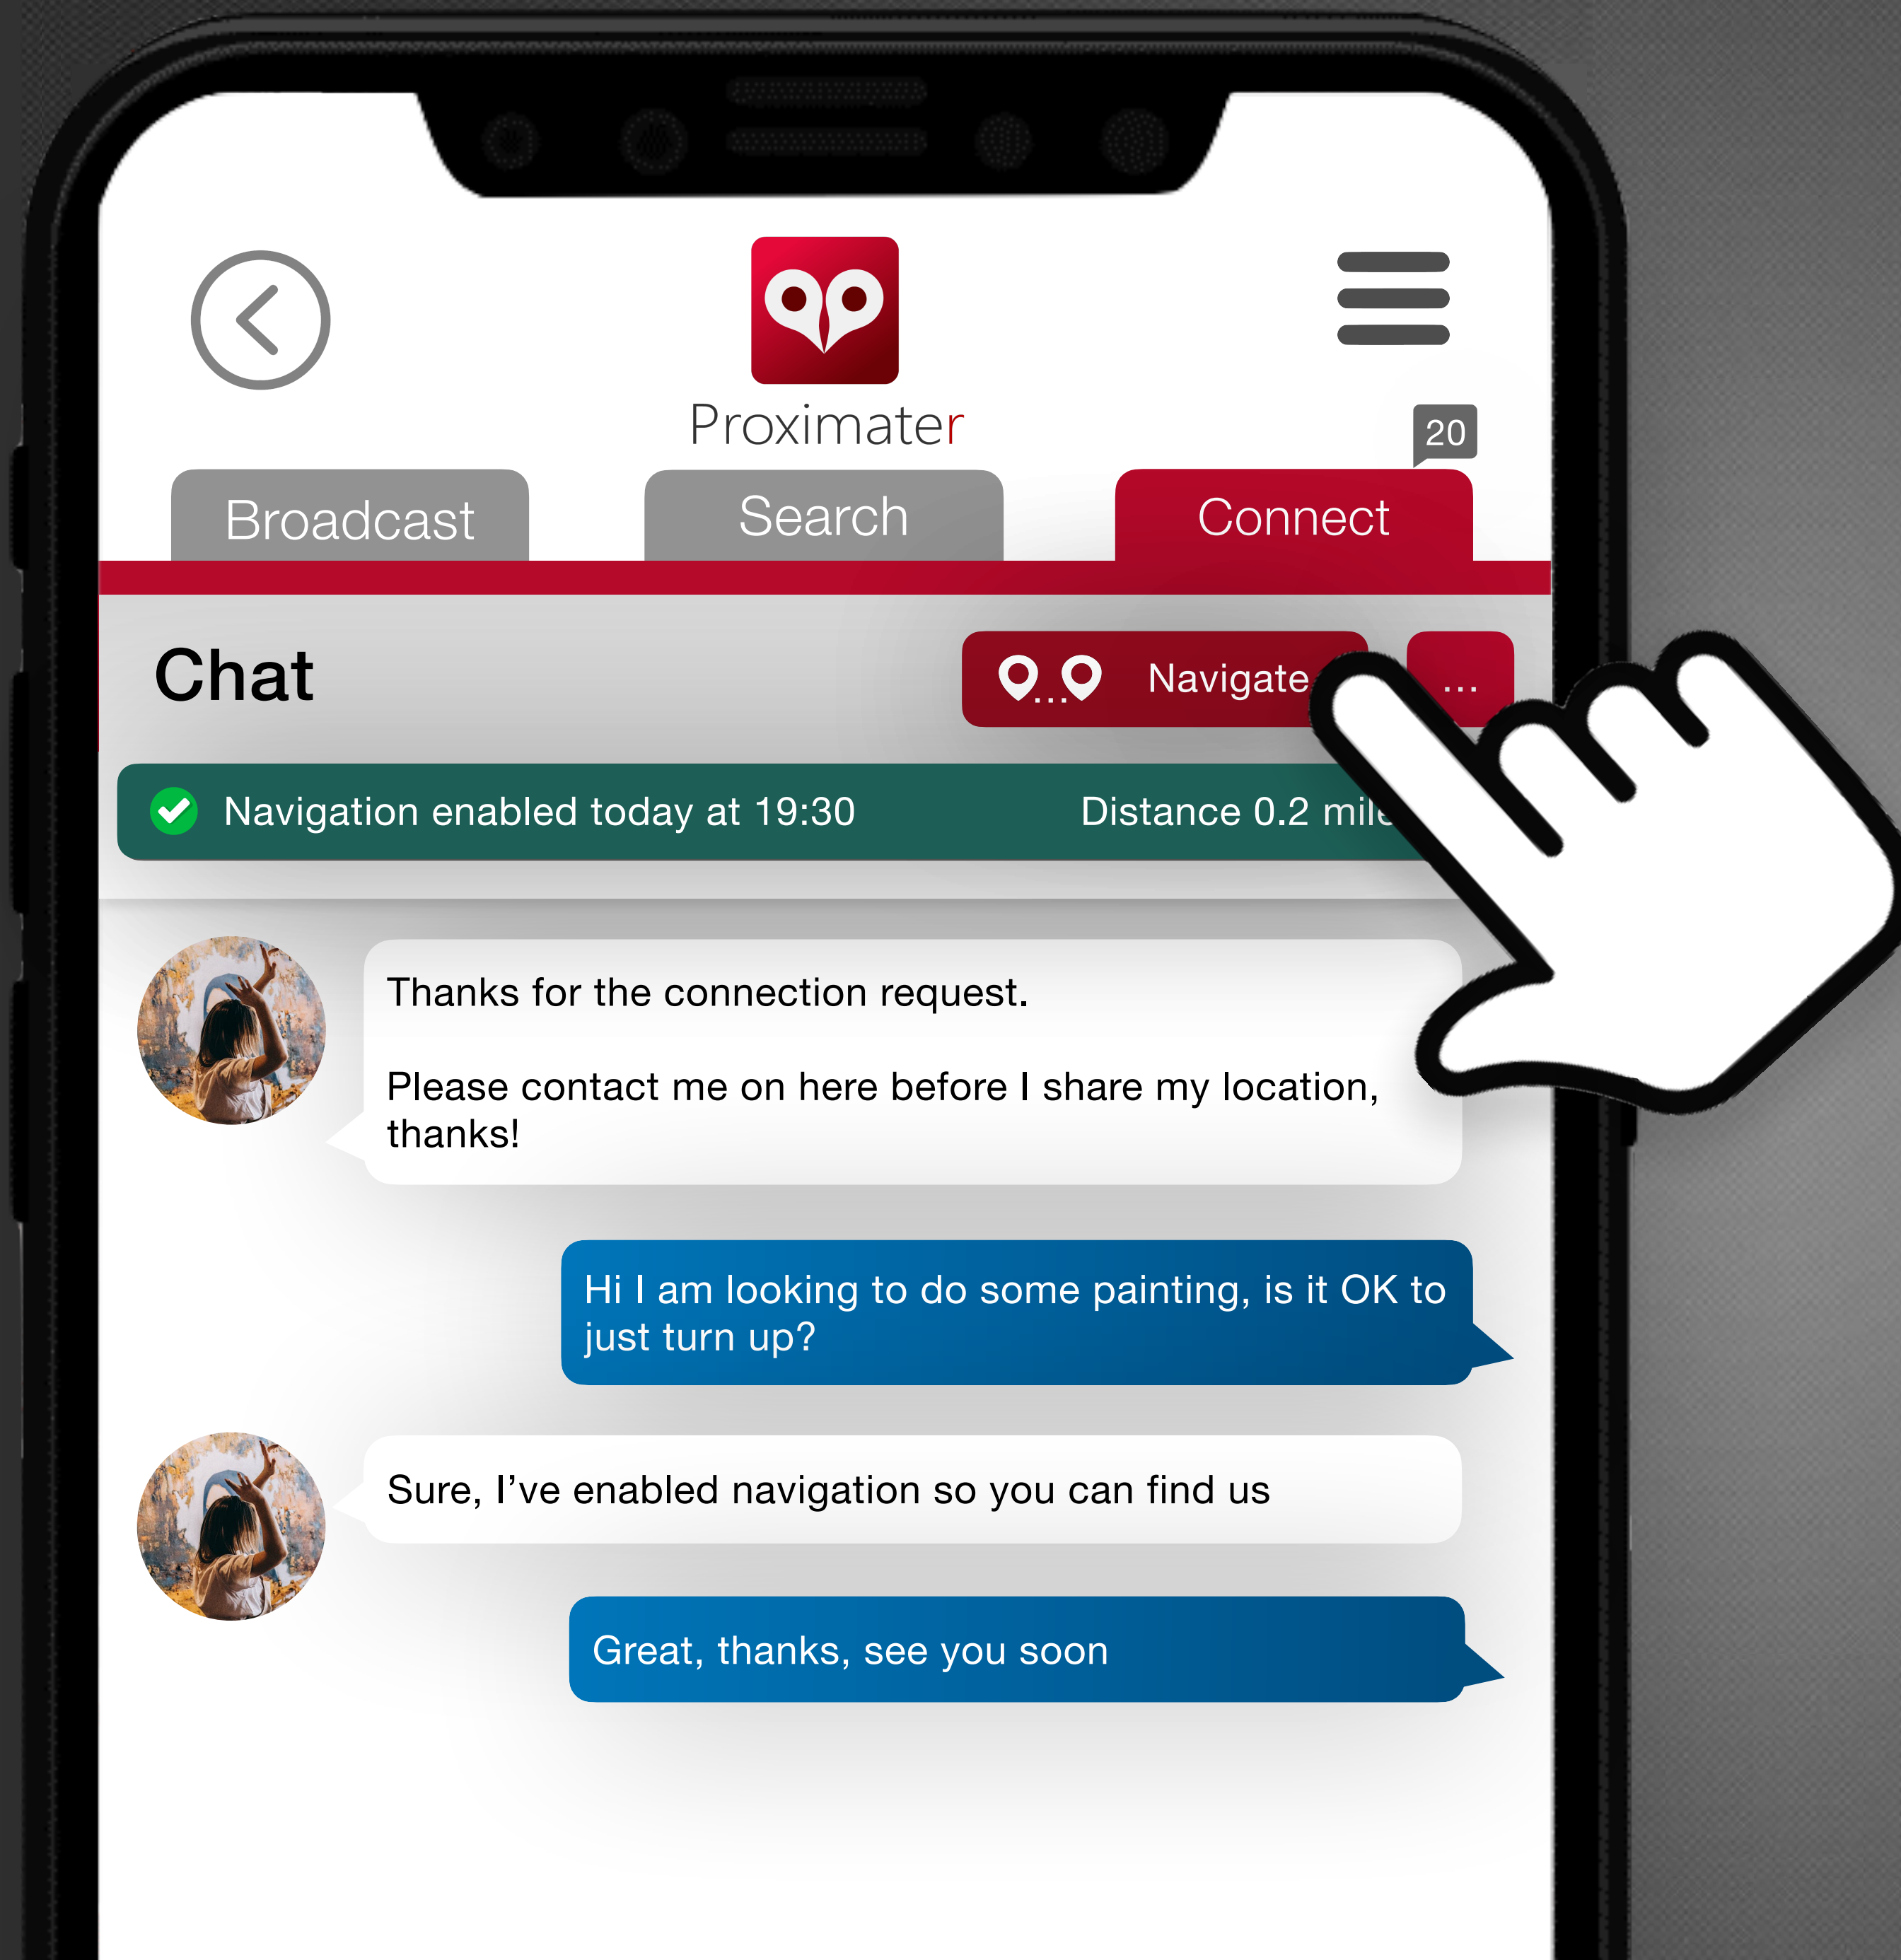 Proximater
20
Broadcast
Search
Connect
Chat
... Navigate
...
Navigation enabled today at 19:30
Distance 0.2
Thanks for the connection request.
Please contact me on here before I share my location,
thanks!
Hi I am looking to do some painting, is it OK to
just turn up?
Sure, I've enabled navigation so you can find us
Great, thanks, see you soon